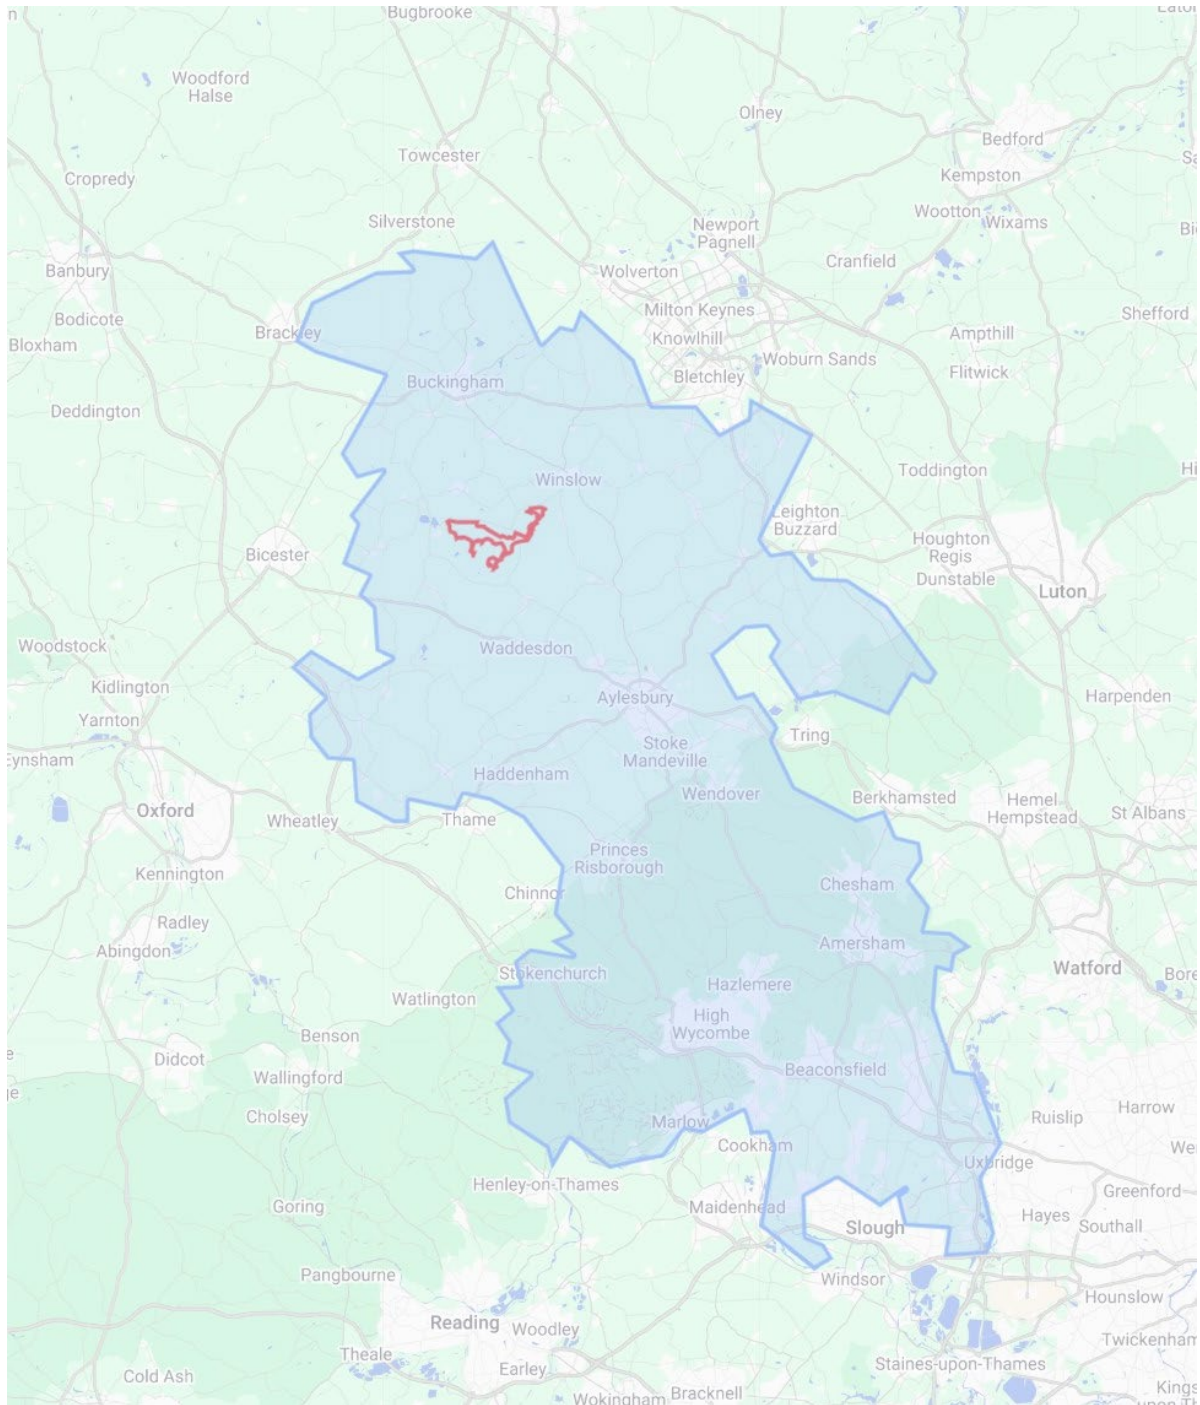 Bugbrooke
Woodford
Halse
Olney
Bedford
Towcester
Cropredy
Kempston
Silverstone
Newport
Pagnell
Wootton
Wixams
Banbury
Wolverton
Cranfield
Bodicote
Milton Keynes
Shefford
Brackley
Knowlhill
Ampthill
Bloxham
Woburn Sands
Bletchley
Flitwick
Buckingham
Deddington
Toddington
Winslow
Leighton
Buzzard
Houghton
Regis
Bicester
Dunstable
Luton
Woodstock
Waddesdon
Kidlington
Aylesbury
Harpenden
Yarnton
Tring
Stoke
Mandeville
Eynsham
Haddenham
Wendover
Berkhamsted
Hemel
Hempstead
St Albans
Oxford
Wheatley
Thame
Princes
Risborough
Kennington
Chesham
Chinnor
Radley
Amersham
Abingdon
Stokenchurch
Watford
Bore
Hazlemere
Watlington
High
Wycombe
Benson
Didcot
Wallingford
Beaconsfield
Harrow
Cholsey
Ruislip
Marlow
Cookham
We
Uxbridge
Henley-on-Thames
Greenford
Goring
Maidenhead
Hayes
Slough
Southall
Pangbourne
Windsor
Hounslow
Reading
Woodley
Twickenham
Theale
Earley
Staines-upon-Thames
Cold Ash
Wokingham
Bracknell
Kings